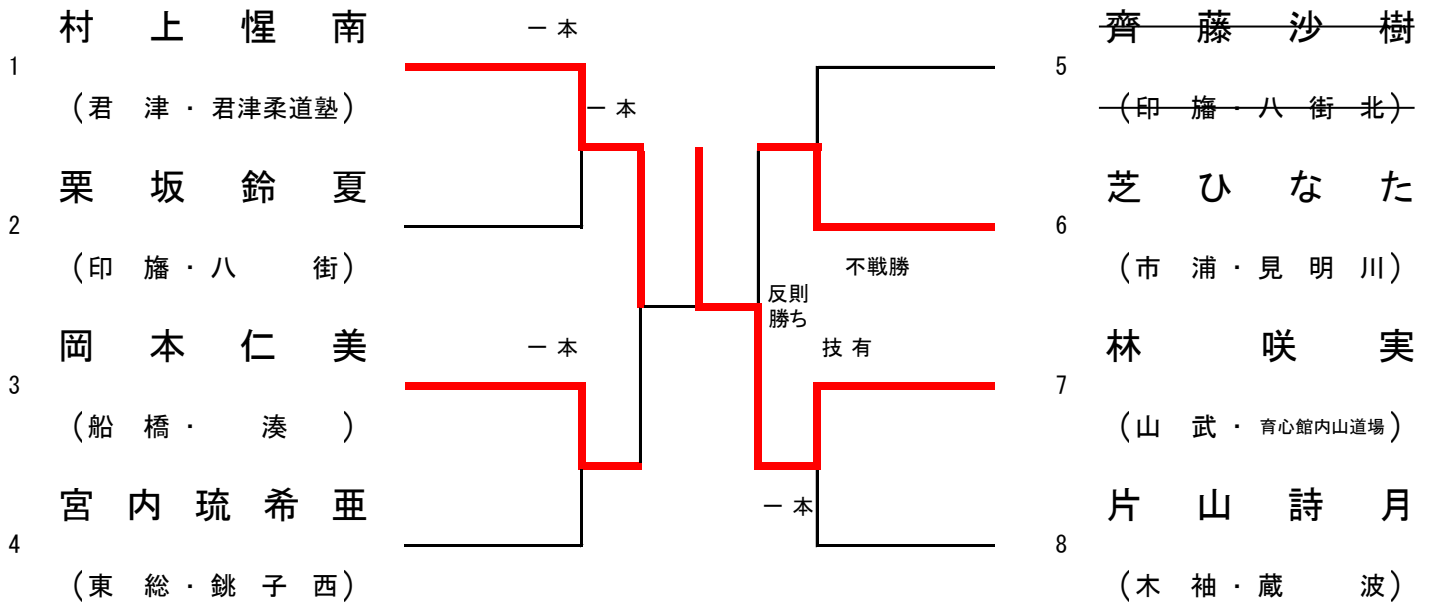 村上惺南
一本
1
(君津・君津柔道塾)
一本
栗坂鈴夏
2
(印旛・八街)
岡本仁美
一本
3
(船橋・湊)
宮内琉希亜
4
(東総・銚子西)
齊藤沙樹
5
(印旛・八街北)
芝ひなた
6
(市浦・見明川)
不戦勝
反則
勝ち
技有
林咲実
7
(山武・育心館内山道場)
一本
片山詩月
8
(木袖・蔵波)